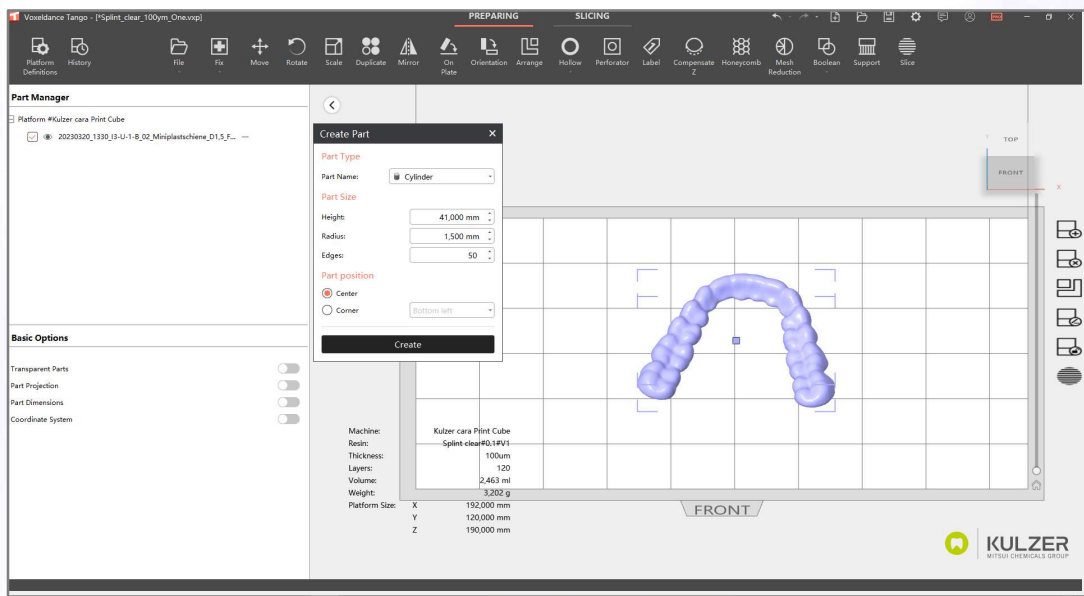 Voxeldance Tango - [*Splint_clear_100ym_One.vxp]
PREPARING
SLICING
PRO
Platform Definitions
History
File
Fix
Move
Rotate
Scale
Duplicate
Mirror
On Plate
Orientation
Arrange
Hollow
Perforator
Label
Compensate Z
Honeycomb
Mesh Reduction
Boolean
Support
Slice
Part Manager
Platform #Kulzer cara Print Cube
20230320_1330_I3-U-1-B_02_Miniplastschiene_D1,5_F... ---
Create Part
Part Type
Part Name: Cylinder
Part Size
Height: 41,000 mm
Radius: 1,500 mm
Edges: 50
Part position
Center
Corner Bottom left
Create
Y TOP
FRONT
X
Basic Options
Transparent Parts
Part Projection
Part Dimensions
Coordinate System
Machine: Kulzer cara Print Cube
Resin: Splint clear#0,1#V1
Thickness: 100um
Layers: 120
Volume: 2,463 ml
Weight: 3,202 g
Platform Size: X 192,000 mm
Y 120,000 mm
Z 190,000 mm
FRONT
KULZER
MITSUI CHEMICALS GROUP